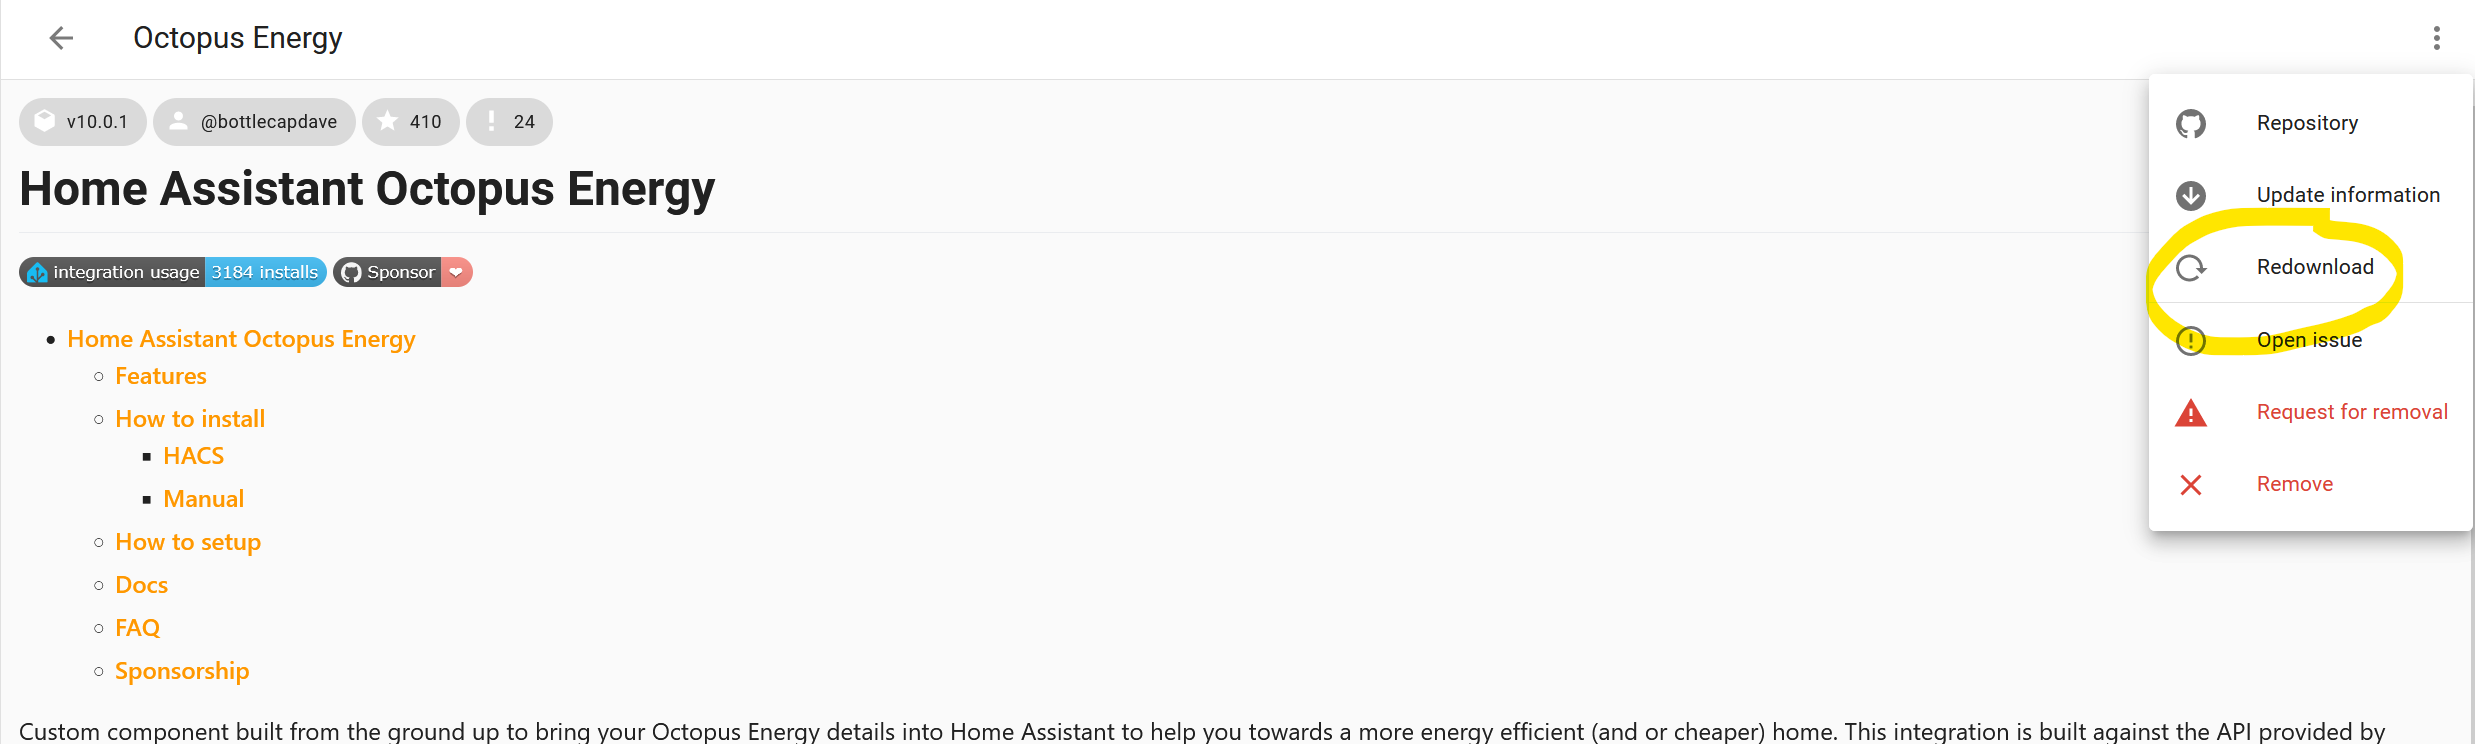 Octopus Energy
v10.0.1 @bottlecapdave 410 24
Home Assistant Octopus Energy
integration usage 3184 installs Sponsor
Home Assistant Octopus Energy
Features
How to install
HACS
Manual
How to setup
Docs
FAQ
Sponsorship
Custom component built from the ground up to bring your Octopus Energy details into Home Assistant to help you towards a more energy efficient (and or cheaper) home. This integration is built against the API provided by
Repository
Update information
Redownload
Open issue
Request for removal
Remove